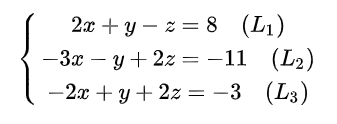 2x + y − z = 8 (L₁)
−3x − y + 2z = −11 (L₂)
−2x + y + 2z = −3 (L₃)